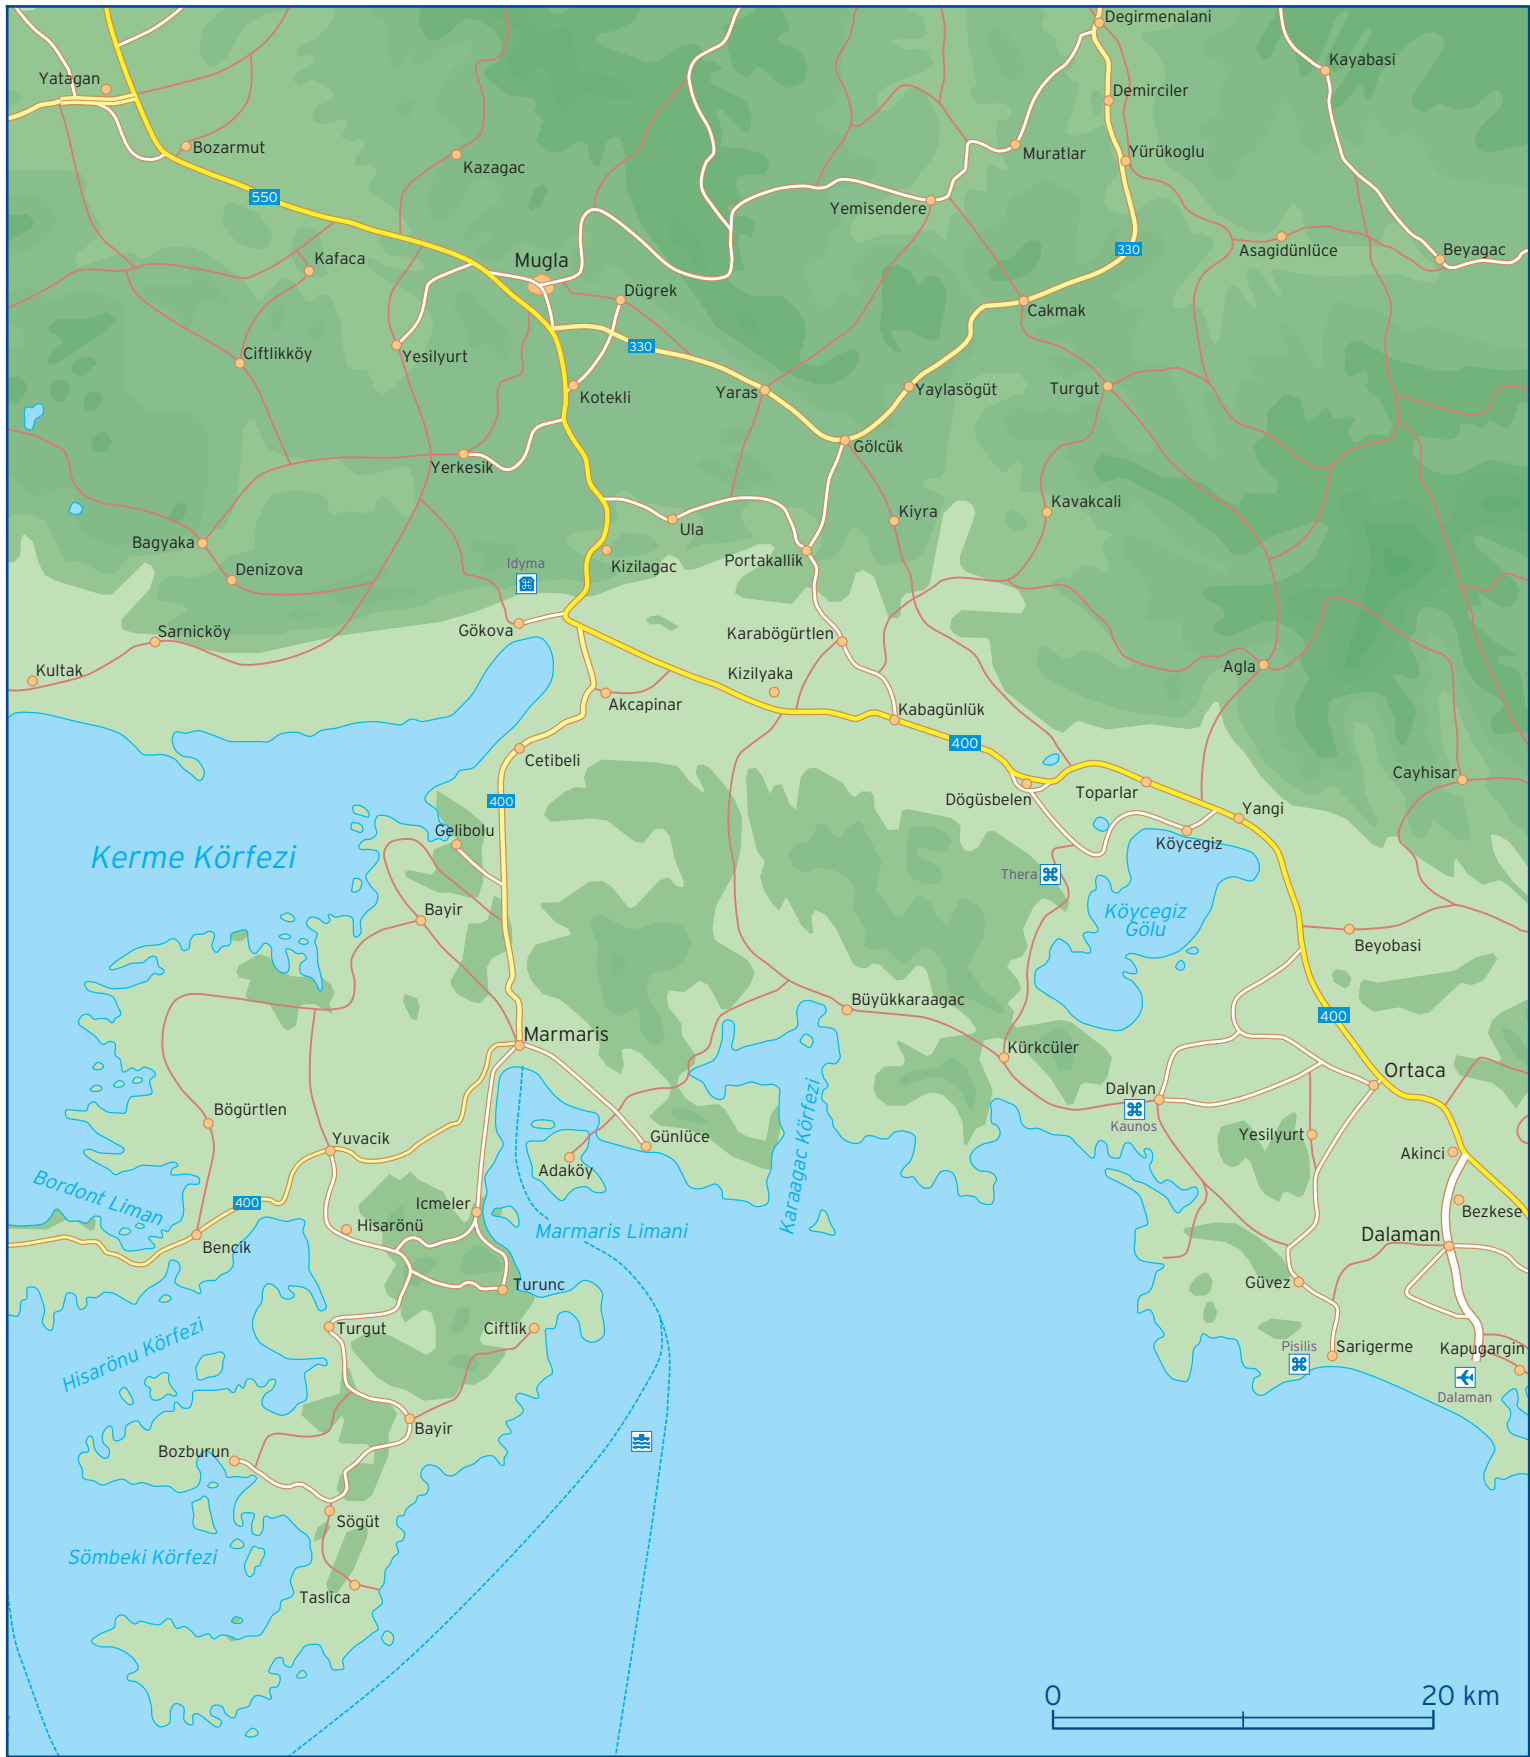 Degirmenalani
Kayabasi
Yatagan
Demirciler
Bozarmut
Muratlar
Yürükoglu
Kazagac
550
Yemisendere
330
Asagidünlüce
Beyagac
Kafaca
Mugla
Dügrek
Cakmak
Ciftlikköy
Yesilyurt
330
Kotekli
Yaras
Yaylasögüt
Turgut
Gölcük
Yerkesik
Kiyra
Kavakcali
Ula
Bagyaka
Denizova
Idyma
Kizilagac
Portakallik
Gökova
Sarnicköy
Karabögürtlen
Kultak
Kizilyaka
Agla
Akcapinar
Kabagünlük
400
Cetibeli
Cayhisar
400
Dögüsbelen
Toparlar
Yangi
Gelibolu
Köycegiz
Kerme Körfezi
Thera
Bayir
Köycegiz
Gölu
Beyobasi
Büyükkaraagac
400
Marmaris
Kürkcüler
Ortaca
Dalyan
Kaunos
Bögürtlen
Yuvacik
Günlüce
Yesilyurt
Akinci
Adaköy
Karaagac Körfezi
Bordont Liman
400
Icmeler
Bezkese
Hisarönü
Marmaris Limani
Dalaman
Bencik
Turunc
Güvez
Turgut
Ciftlik
Hisarönu Körfezi
Pisilis
Sarigerme
Kapugargin
Dalaman
Bayir
Bozburun
Sögüt
Sömbeki Körfezi
Taslica
0
20 km